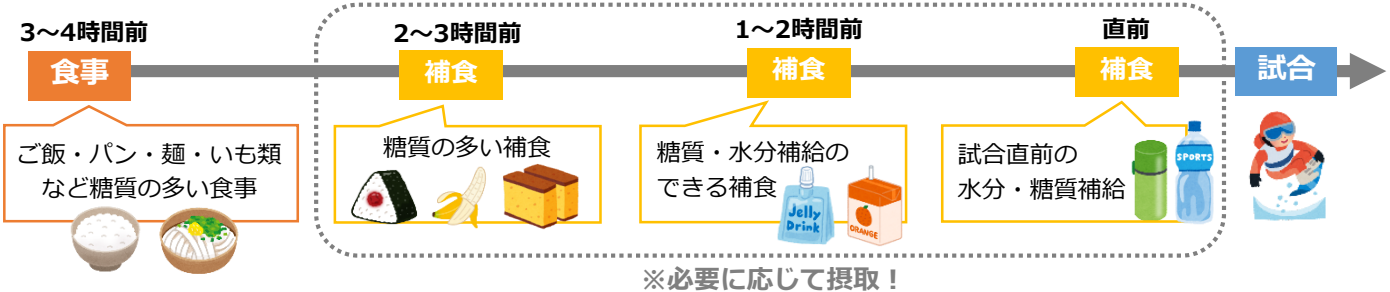 3～4時間前
食事
ご飯・パン・麺・いも類
など糖質の多い食事
2～3時間前
補食
糖質の多い補食
1～2時間前
補食
糖質・水分補給の
できる補食
Jelly
Drink
ORANGE
直前
補食
試合直前の
水分・糖質補給
SPORTS
試合
※必要に応じて摂取！